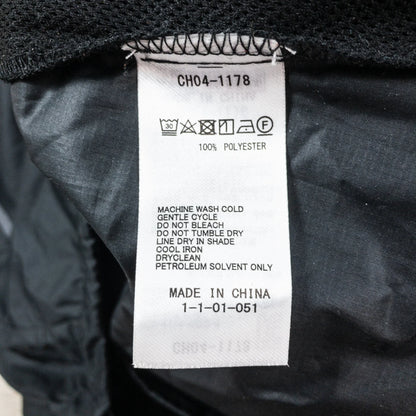 CH04-1178
30
F
100% POLYESTER
MACHINE WASH COLD
GENTLE CYCLE
DO NOT BLEACH
DO NOT TUMBLE DRY
LINE DRY IN SHADE
COOL IRON
DRYCLEAN
PETROLEUM SOLVENT ONLY
MADE IN CHINA
1-1-01-051